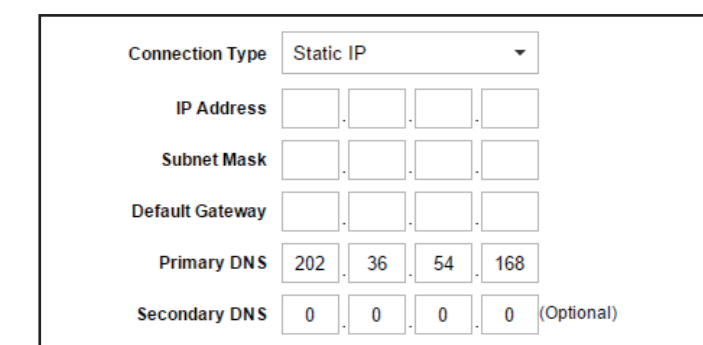 Connection Type Static IP
IP Address . . .
Subnet Mask . . .
Default Gateway . . .
Primary DNS 202 . 36 . 54 . 168
Secondary DNS 0 . 0 . 0 . 0 (Optional)